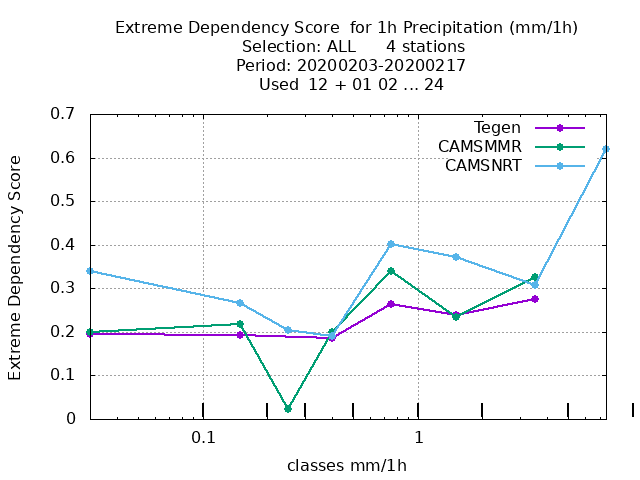 Extreme Dependency Score  for 1h Precipitation (mm/1h)
Selection: ALL      4 stations
Period: 20200203-20200217
Used  12 + 01 02 ... 24
0.7
0.6
0.5
0.4
0.3
0.2
0.1
0
Extreme Dependency Score
Tegen
CAMSMMR
CAMSNRT
0.1
1
classes mm/1h